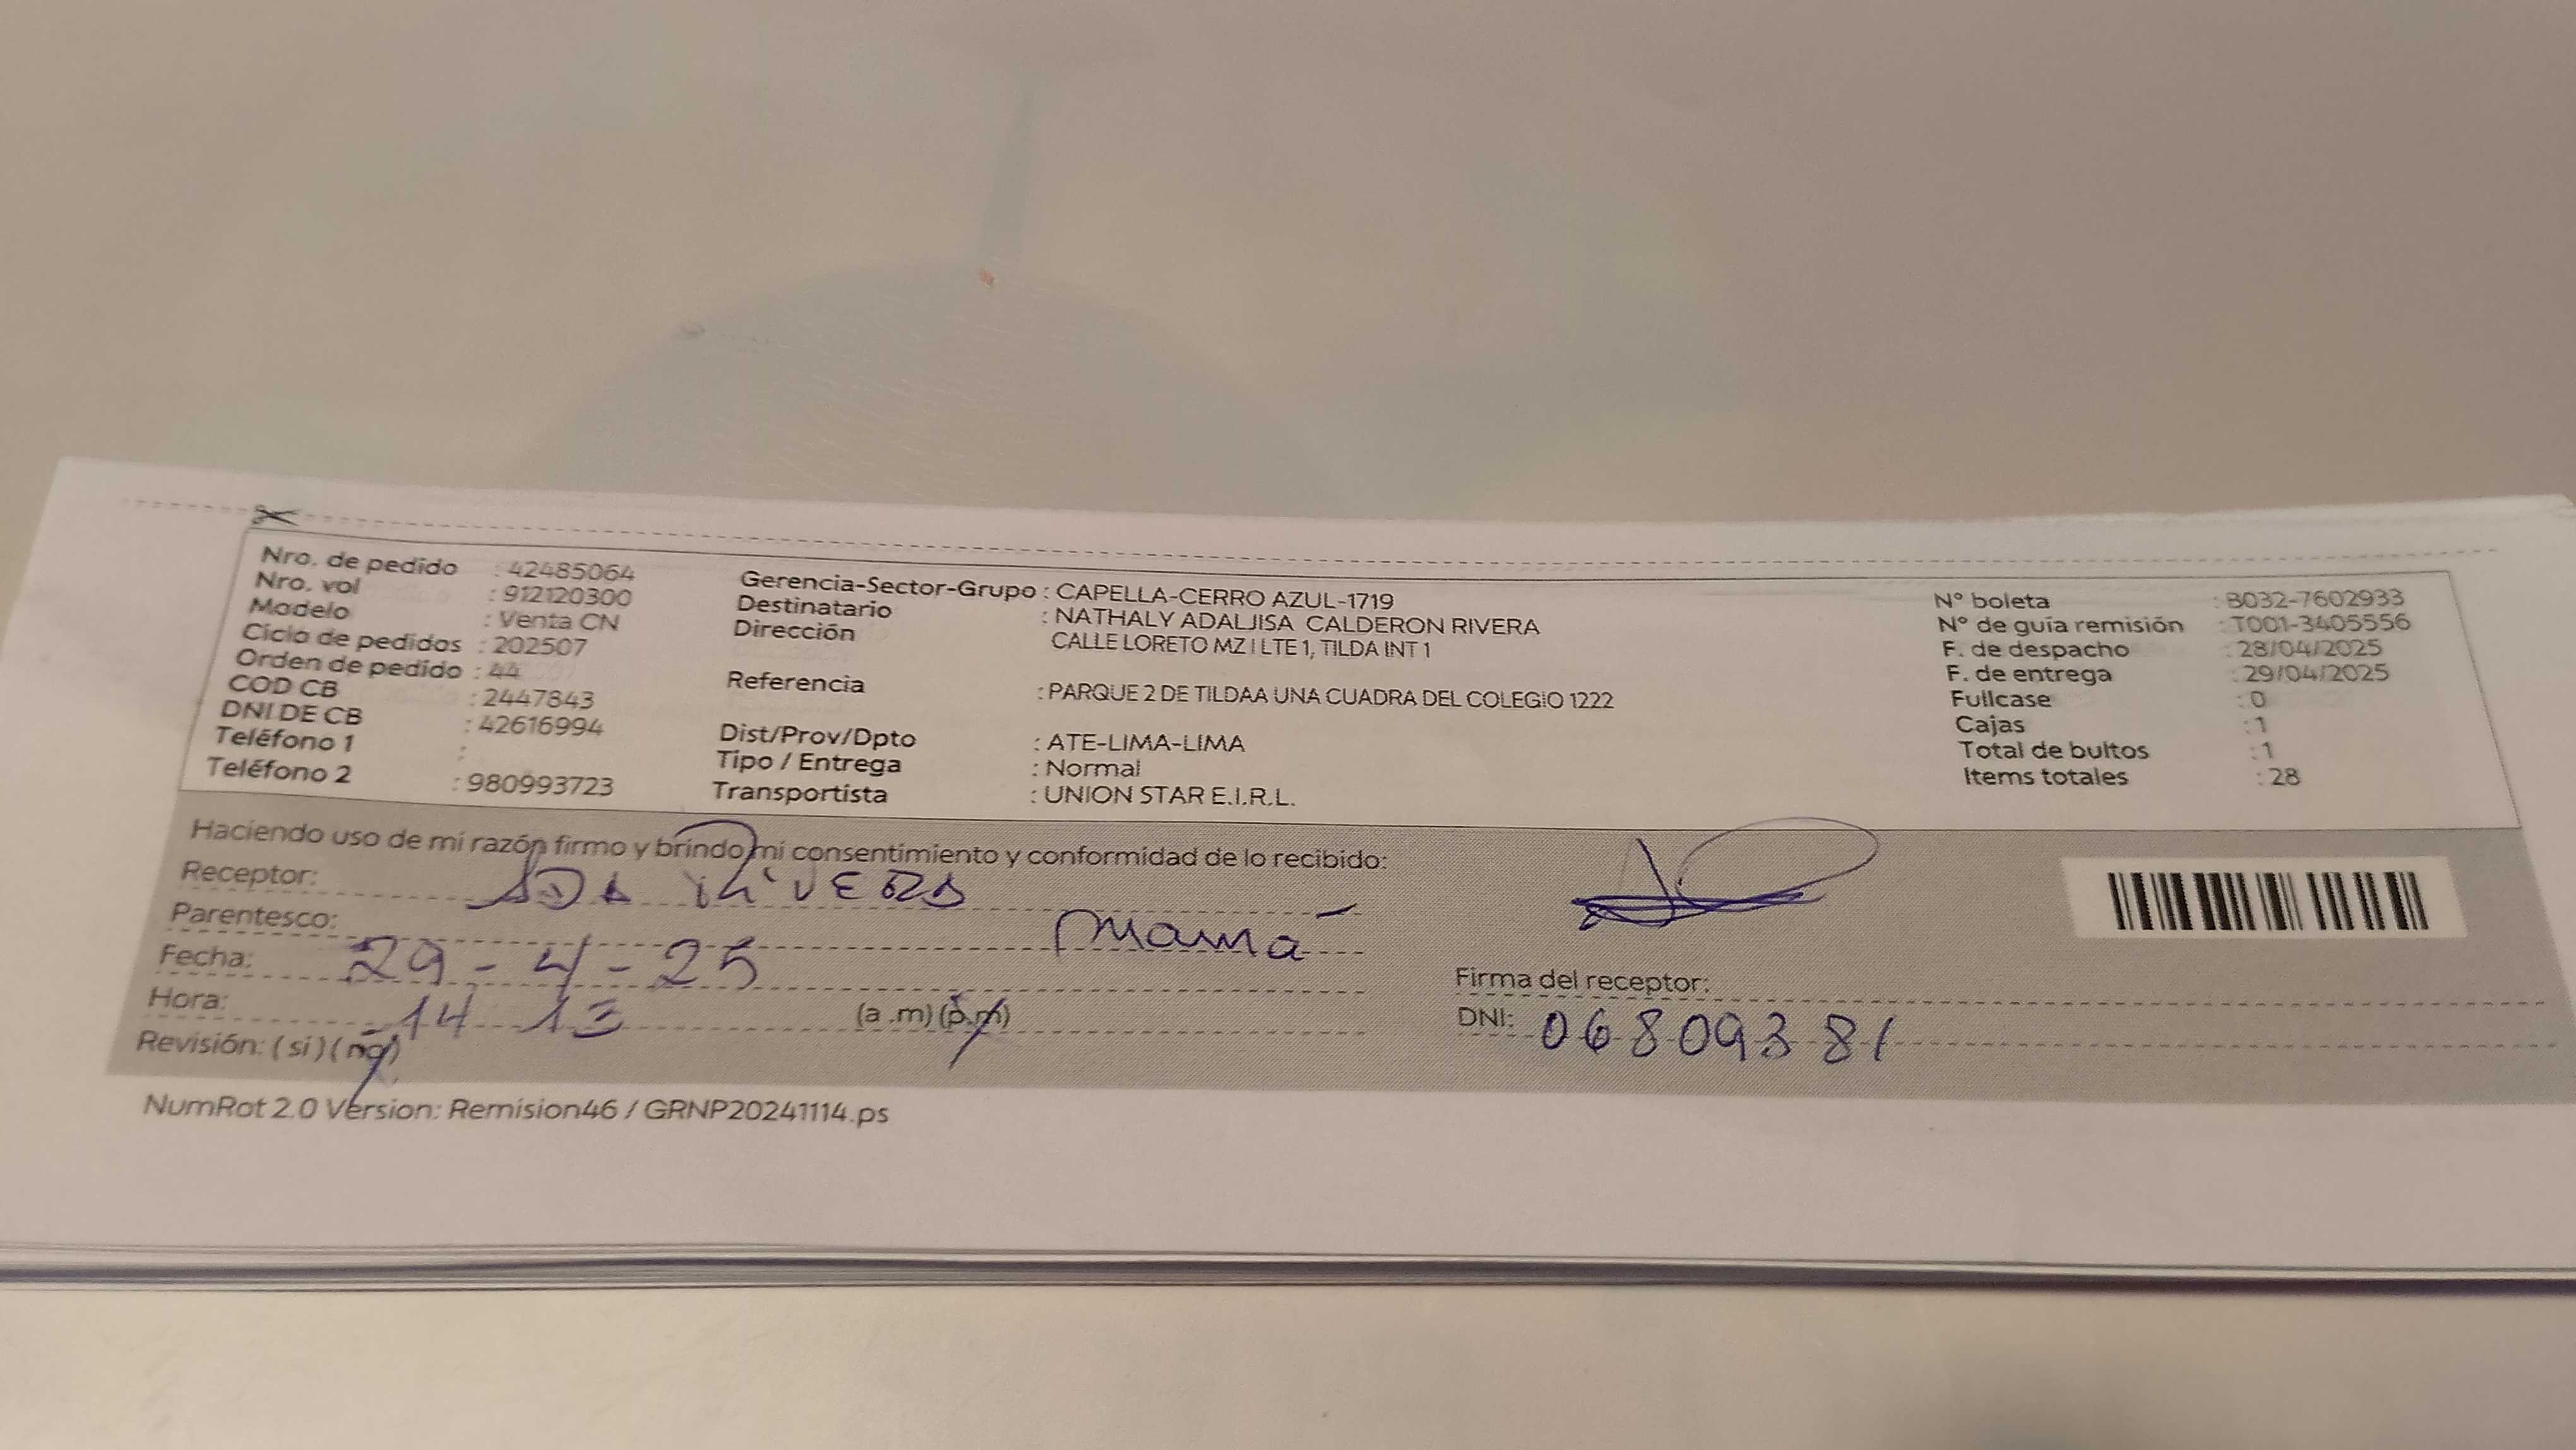 Nro. de pedido : 42485064
Nro. vol : 912120300
Modelo : Venta CN
Ciclo de pedidos : 202507
Orden de pedido : 44
COD CB : 2447843
DNI DE CB : 42616994
Teléfono 1 :
Teléfono 2 : 980993723
Gerencia-Sector-Grupo : CAPELLA-CERRO AZUL-1719
Destinatario : NATHALY ADALJISA CALDERON RIVERA
Dirección CALLE LORETO MZ I LTE 1, TILDA INT 1
Referencia : PARQUE 2 DE TILDAA UNA CUADRA DEL COLEGIO 1222
Dist/Prov/Dpto : ATE-LIMA-LIMA
Tipo / Entrega : Normal
Transportista : UNION STAR E.I.R.L.
N° boleta : B032-7602933
N° de guía remisión : T001-3405556
F. de despacho : 28/04/2025
F. de entrega : 29/04/2025
Fullcase : 0
Cajas : 1
Total de bultos : 1
Items totales : 28
Haciendo uso de mi razón firmo y brindo mi consentimiento y conformidad de lo recibido:
Receptor: ADA RiVERA
Parentesco: Mamá
Fecha: 29-4-25
Hora: 14 13 (a .m) (p.m)
Revisión: ( si ) ( no )
Firma del receptor:
DNI: 06809381
NumRot 2.0 Version: Remision46 / GRNP20241114.ps